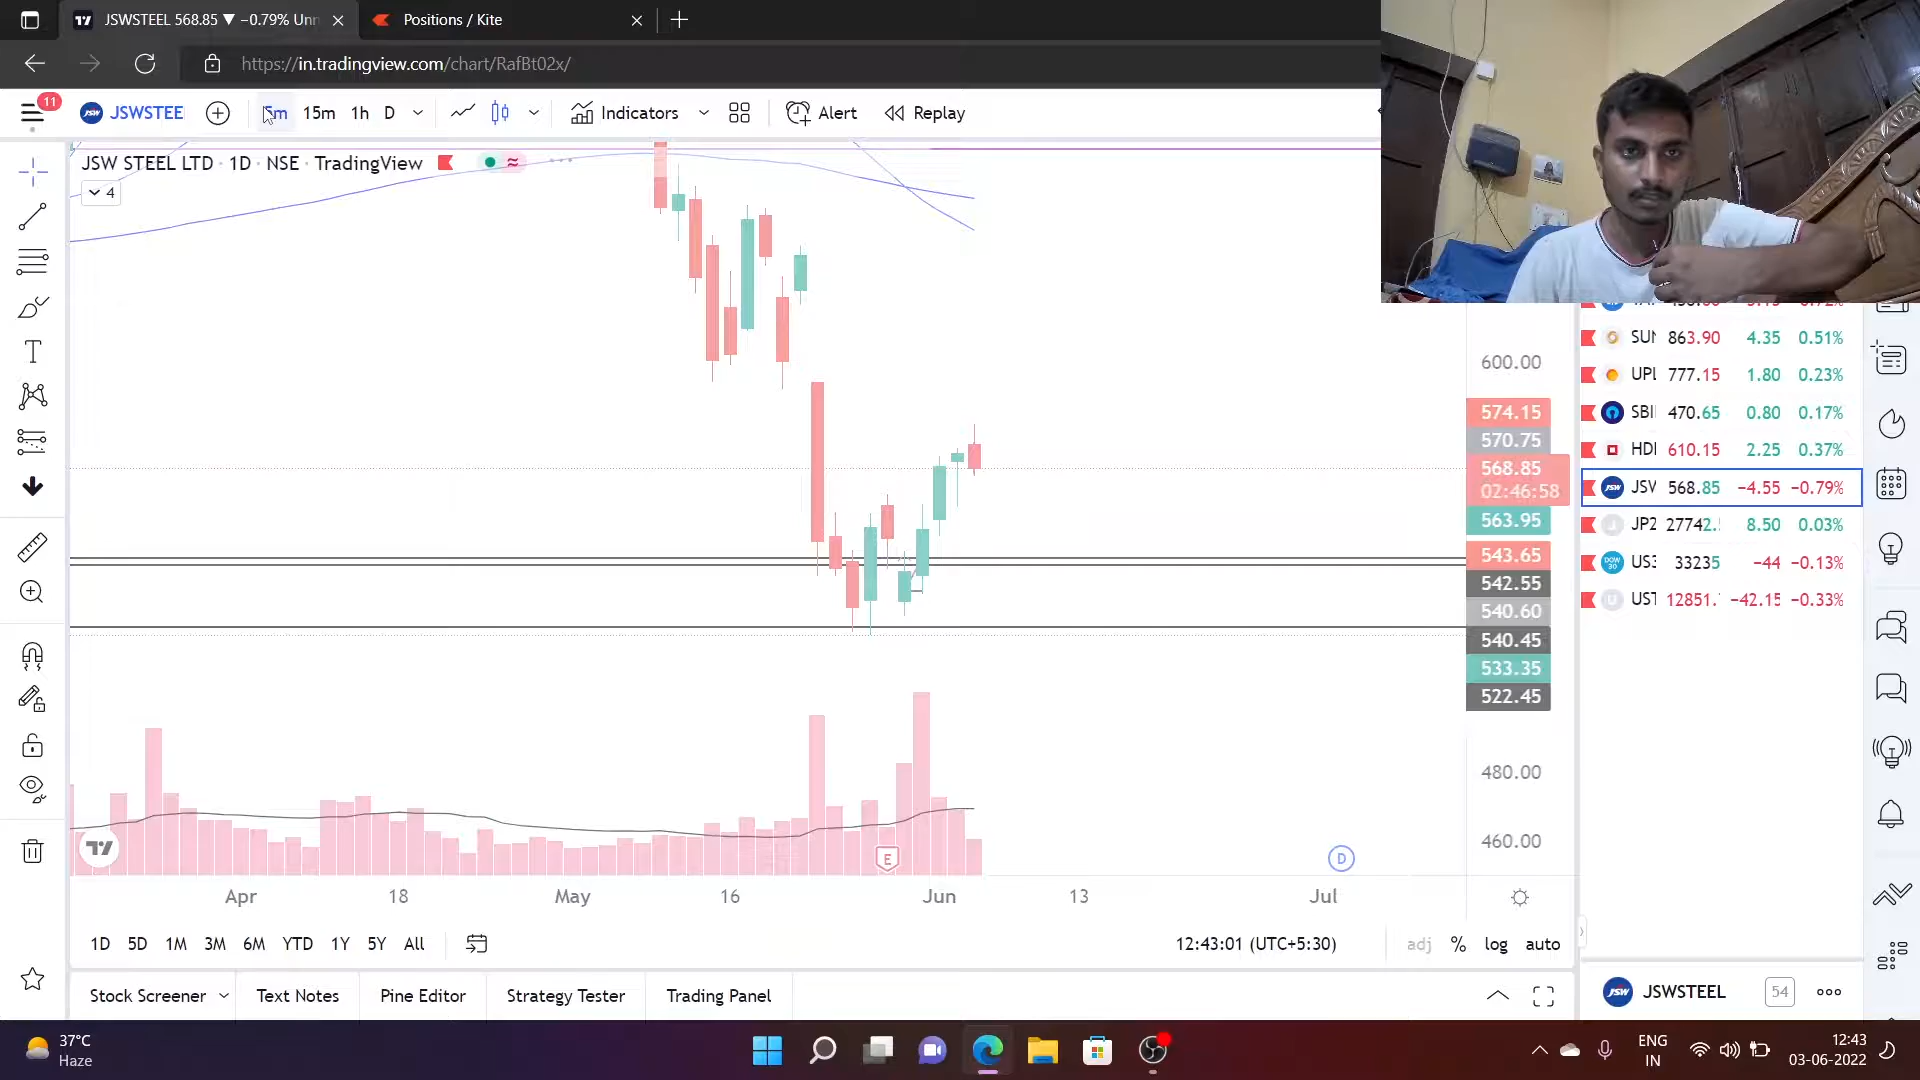 JSWSTEEL 568.85 ▼ −0.79% Unn
Positions / Kite
https://in.tradingview.com/chart/RafBt02x/
11
JSWSTEE
15m
1h
D
Indicators
Alert
Replay
JSW STEEL LTD · 1D · NSE · TradingView
4
600.00
574.15
570.75
568.85
02:46:58
563.95
543.65
542.55
540.60
540.45
533.35
522.45
480.00
460.00
SUN 863.90 4.35 0.51%
UPL 777.15 1.80 0.23%
SBI 470.65 0.80 0.17%
HDI 610.15 2.25 0.37%
JSW 568.85 −4.55 −0.79%
JP2 27742. 8.50 0.03%
US3 33235 −44 −0.13%
UST 12851. −42.15 −0.33%
E
D
Apr 18 May 16 Jun 13 Jul
1D 5D 1M 3M 6M YTD 1Y 5Y All
12:43:01 (UTC+5:30)
adj % log auto
Stock Screener
Text Notes
Pine Editor
Strategy Tester
Trading Panel
JSWSTEEL
54
37°C
Haze
ENG
IN
12:43
03-06-2022